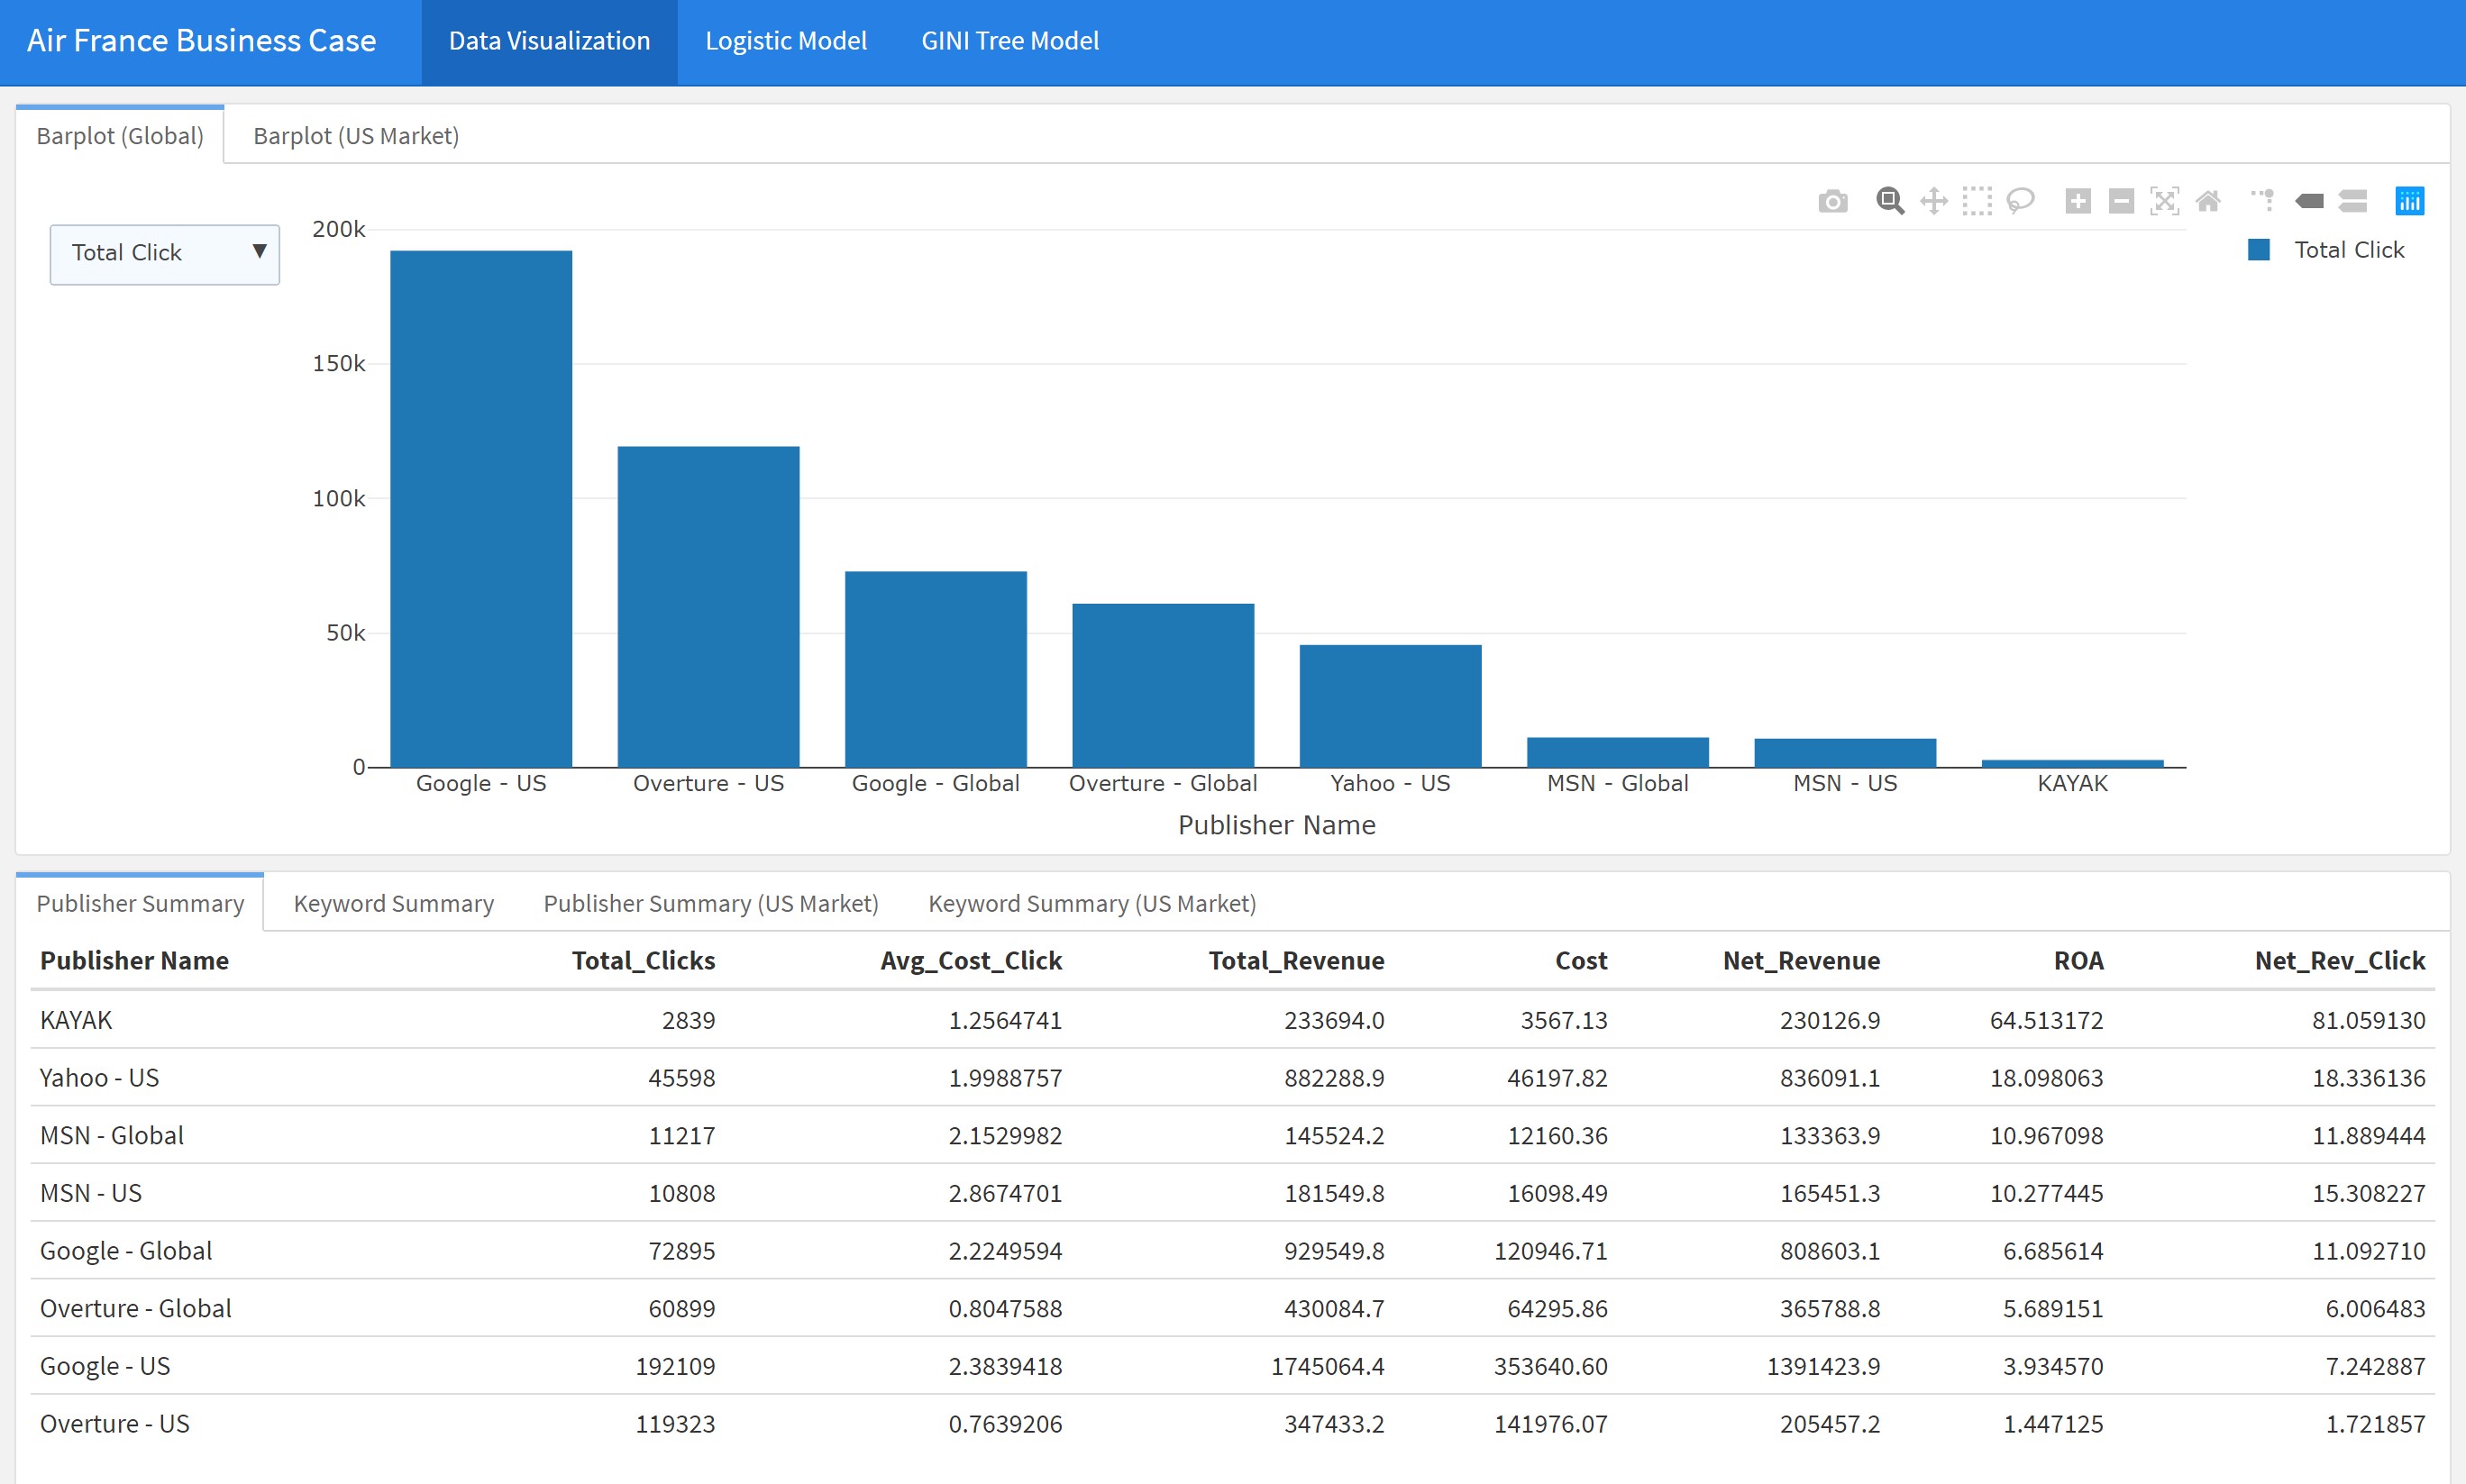 Air France Business Case Data Visualization Logistic Model GINI Tree Model
Barplot (Global) Barplot (US Market)
Total Click ▼
Total Click
200k
150k
100k
50k
0
Google - US Overture - US Google - Global Overture - Global Yahoo - US MSN - Global MSN - US KAYAK
Publisher Name
Publisher Summary Keyword Summary Publisher Summary (US Market) Keyword Summary (US Market)
Publisher Name Total_Clicks Avg_Cost_Click Total_Revenue Cost Net_Revenue ROA Net_Rev_Click
KAYAK 2839 1.2564741 233694.0 3567.13 230126.9 64.513172 81.059130
Yahoo - US 45598 1.9988757 882288.9 46197.82 836091.1 18.098063 18.336136
MSN - Global 11217 2.1529982 145524.2 12160.36 133363.9 10.967098 11.889444
MSN - US 10808 2.8674701 181549.8 16098.49 165451.3 10.277445 15.308227
Google - Global 72895 2.2249594 929549.8 120946.71 808603.1 6.685614 11.092710
Overture - Global 60899 0.8047588 430084.7 64295.86 365788.8 5.689151 6.006483
Google - US 192109 2.3839418 1745064.4 353640.60 1391423.9 3.934570 7.242887
Overture - US 119323 0.7639206 347433.2 141976.07 205457.2 1.447125 1.721857